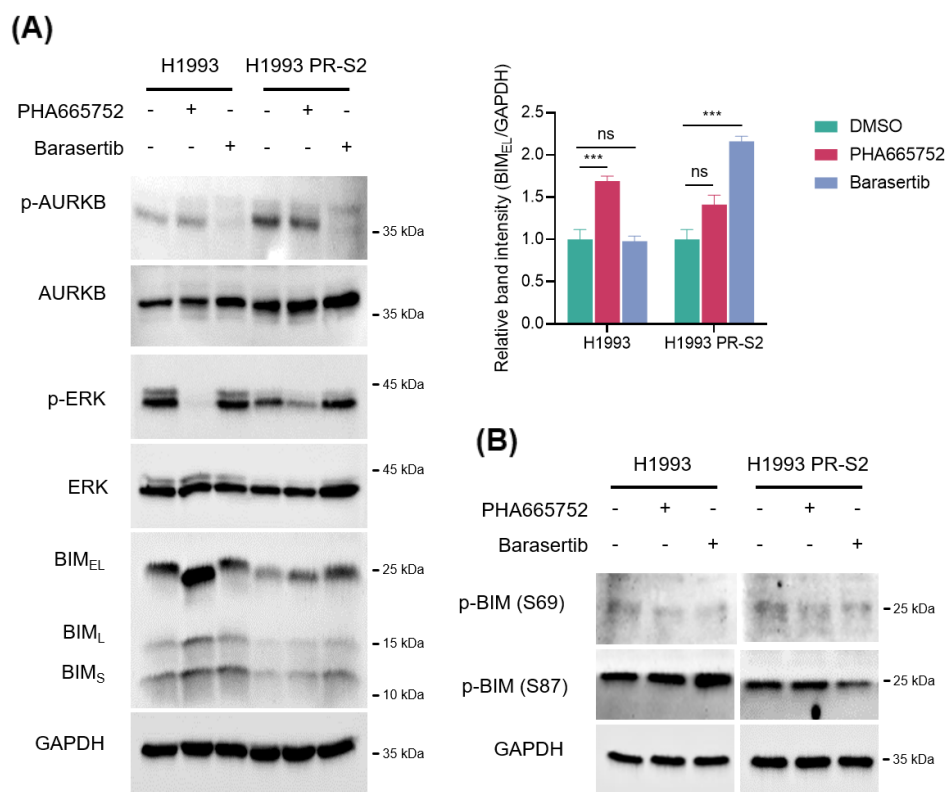 (A)
H1993 H1993 PR-S2
PHA665752 - + - - + -
Barasertib - - + - - +
p-AURKB
35 kDa
AURKB
35 kDa
p-ERK
45 kDa
ERK
45 kDa
BIMEL
25 kDa
BIML
15 kDa
BIMS
10 kDa
GAPDH
35 kDa
Relative band intensity (BIMEL/GAPDH)
2.5
2.0
1.5
1.0
0.5
0.0
ns
***
***
ns
H1993 H1993 PR-S2
DMSO
PHA665752
Barasertib
(B)
H1993 H1993 PR-S2
PHA665752 - + - - + -
Barasertib - - + - - +
p-BIM (S69)
25 kDa
p-BIM (S87)
25 kDa
GAPDH
35 kDa